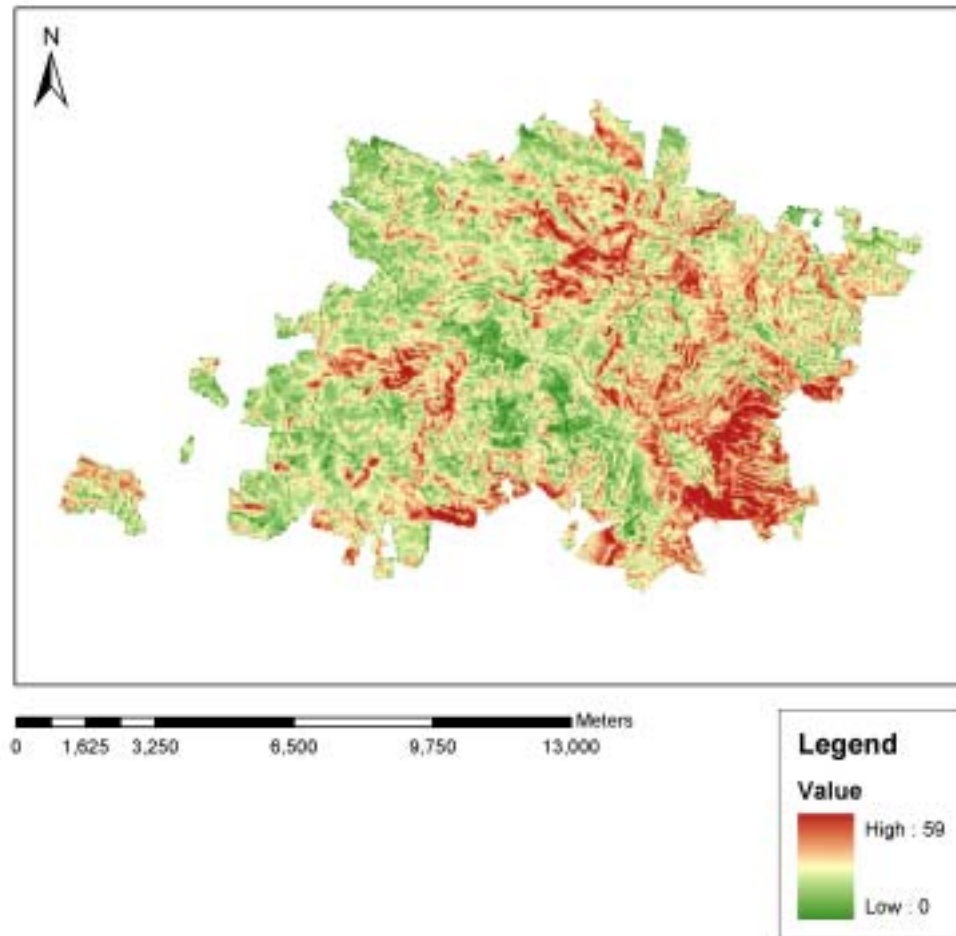 N
Meters
0 1,625 3,250 6,500 9,750 13,000
Legend
Value
High : 59
Low : 0